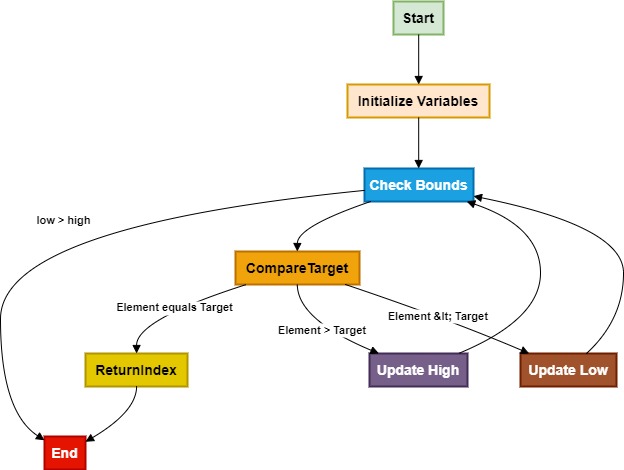 Start
Initialize Variables
Check Bounds
low > high
CompareTarget
Element equals Target
Element > Target
Element &lt; Target
ReturnIndex
Update High
Update Low
End